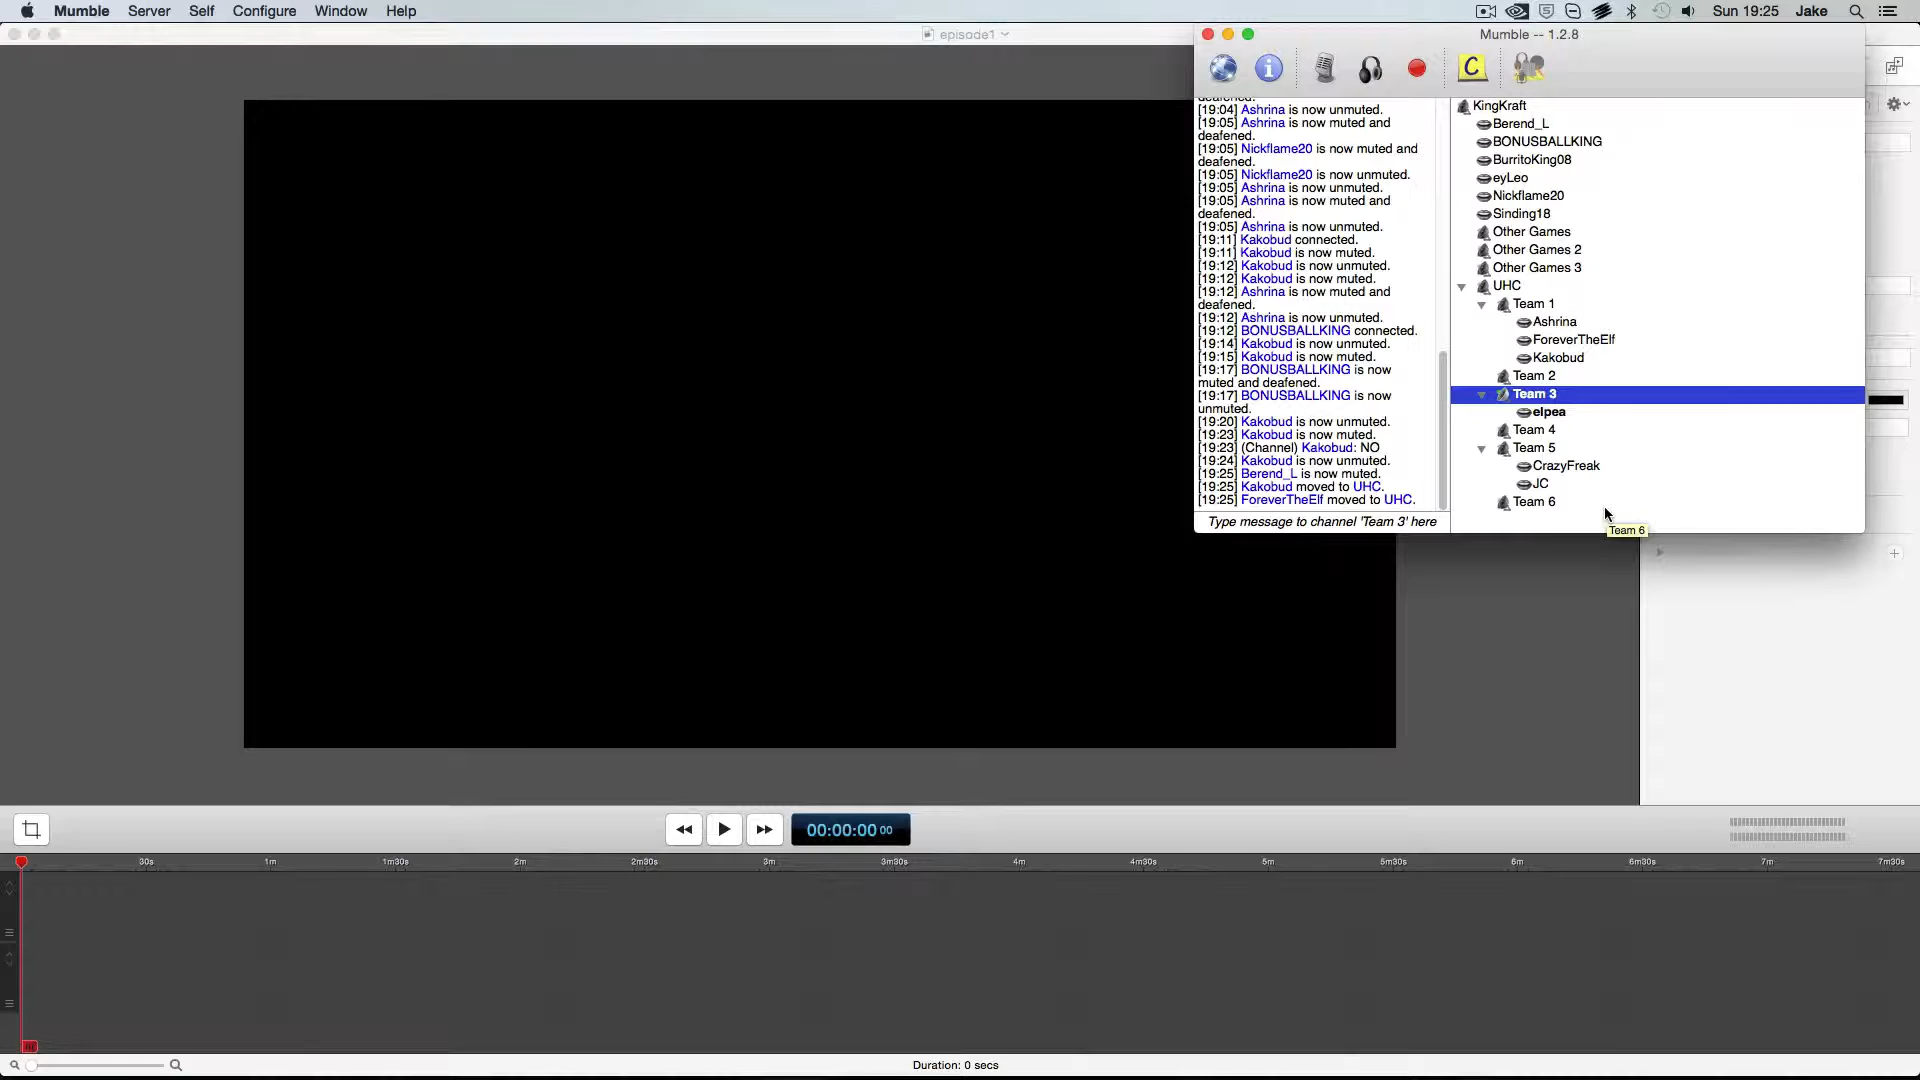 Mumble Server Self Configure Window Help
Sun 19:25 Jake
episode1
Mumble -- 1.2.8
C
deafened.
[19:04] Ashrina is now unmuted.
[19:05] Ashrina is now muted and
deafened.
[19:05] Nickflame20 is now muted and
deafened.
[19:05] Nickflame20 is now unmuted.
[19:05] Ashrina is now unmuted.
[19:05] Ashrina is now muted and
deafened.
[19:05] Ashrina is now unmuted.
[19:11] Kakobud connected.
[19:11] Kakobud is now muted.
[19:12] Kakobud is now unmuted.
[19:12] Kakobud is now muted.
[19:12] Ashrina is now muted and
deafened.
[19:12] Ashrina is now unmuted.
[19:12] BONUSBALLKING connected.
[19:14] Kakobud is now unmuted.
[19:15] Kakobud is now muted.
[19:17] BONUSBALLKING is now
muted and deafened.
[19:17] BONUSBALLKING is now
unmuted.
[19:20] Kakobud is now unmuted.
[19:23] Kakobud is now muted.
[19:23] (Channel) Kakobud: NO
[19:24] Kakobud is now unmuted.
[19:25] Berend_L is now muted.
[19:25] Kakobud moved to UHC.
[19:25] ForeverTheElf moved to UHC.
Type message to channel 'Team 3' here
KingKraft
Berend_L
BONUSBALLKING
BurritoKing08
eyLeo
Nickflame20
Sinding18
Other Games
Other Games 2
Other Games 3
UHC
Team 1
Ashrina
ForeverTheElf
Kakobud
Team 2
Team 3
elpea
Team 4
Team 5
CrazyFreak
JC
Team 6
Team 6
00:00:00 00
30s 1m 1m30s 2m 2m30s 3m 3m30s 4m 4m30s 5m 5m30s 6m 6m30s 7m 7m30s
Duration: 0 secs